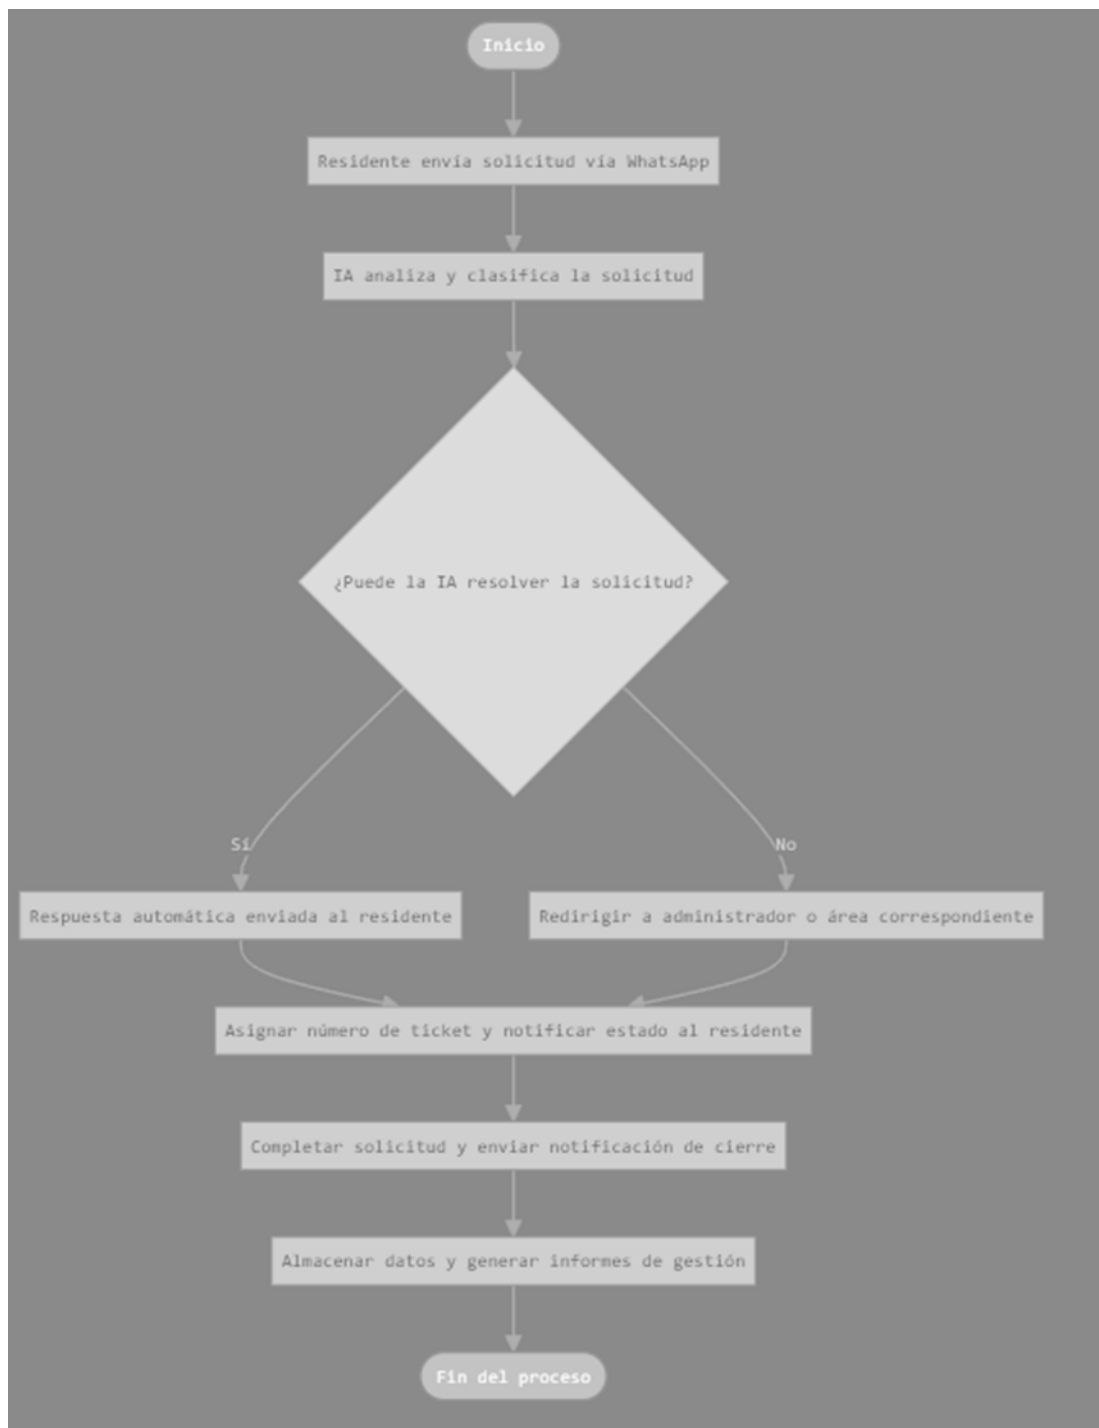 Inicio
Residente envía solicitud vía WhatsApp
IA analiza y clasifica la solicitud
¿Puede la IA resolver la solicitud?
Sí
No
Respuesta automática enviada al residente
Redirigir a administrador o área correspondiente
Asignar número de ticket y notificar estado al residente
Completar solicitud y enviar notificación de cierre
Almacenar datos y generar informes de gestión
Fin del proceso